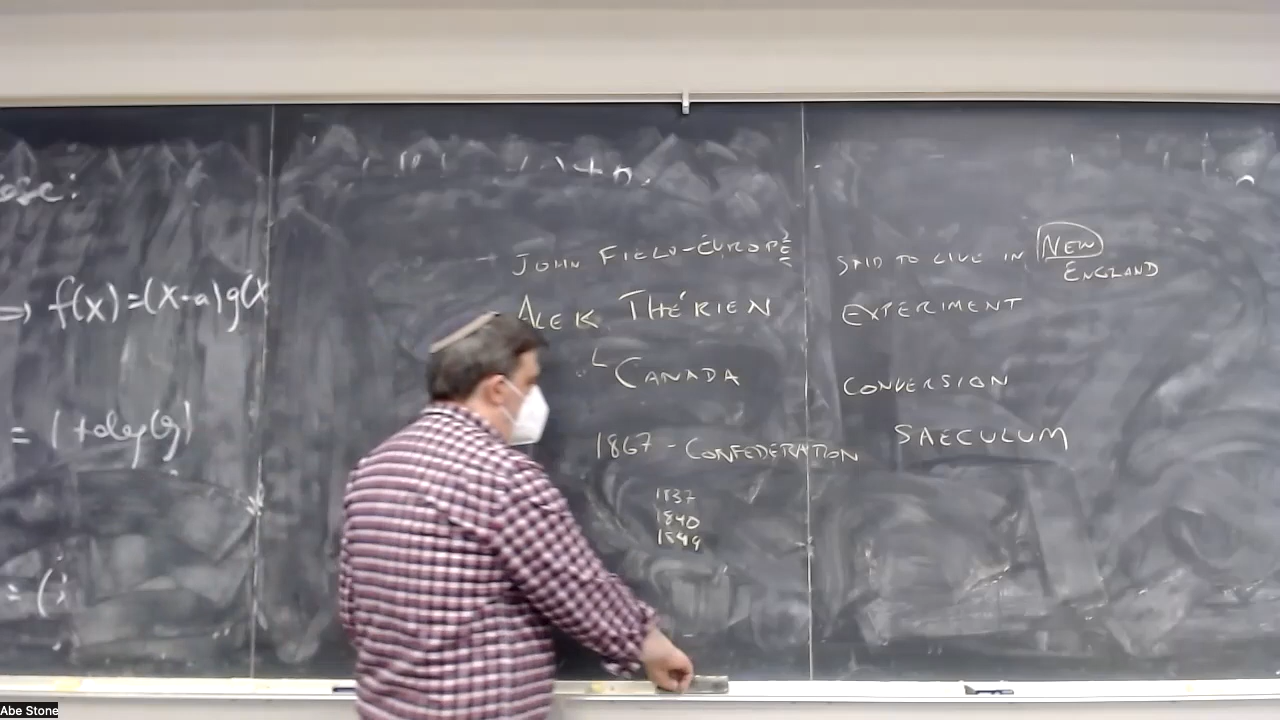 f(x)=(x-a)g(x
= 1+deg(g)
= (
JOHN FIELD-EUROPE
ALEK THÉRIEN
CANADA
1867 - CONFEDERATION
1837
1840
1849
SAID TO LIVE IN NEW
ENGLAND
EXPERIMENT
CONVERSION
SAECULUM
Abe Stone